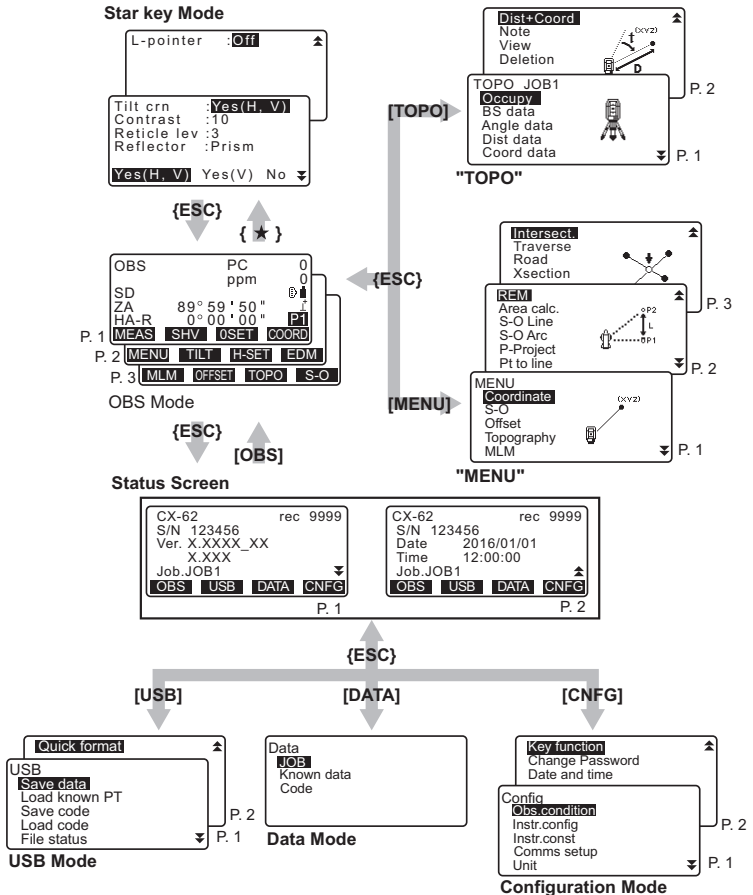 Star key Mode
L-pointer :Off
Tilt crn :Yes(H, V)
Contrast :10
Reticle lev :3
Reflector :Prism
Yes(H, V) Yes(V) No
{ESC}
{ ★ }
OBS PC 0
ppm 0
SD
ZA 89° 59 ' 50 "
HA-R 0° 00 ' 00 " P1
P. 1 MEAS SHV 0SET COORD
P. 2 MENU TILT H-SET EDM
P. 3 MLM OFFSET TOPO S-O
OBS Mode
{ESC}
[OBS]
[TOPO]
Dist+Coord
Note
View
Deletion
t (XYZ)
D
P. 2
TOPO JOB1
Occupy
BS data
Angle data
Dist data
Coord data
P. 1
"TOPO"
{ESC}
[MENU]
Intersect.
Traverse
Road
Xsection
P. 3
REM
Area calc.
S-O Line
S-O Arc
P-Project
Pt to line
P2
L
P1
P. 2
MENU
Coordinate
S-O
Offset
Topography
MLM
(XYZ)
P. 1
"MENU"
Status Screen
CX-62 rec 9999
S/N 123456
Ver. X.XXXX_XX
X.XXX
Job.JOB1
OBS USB DATA CNFG
P. 1
CX-62 rec 9999
S/N 123456
Date 2016/01/01
Time 12:00:00
Job.JOB1
OBS USB DATA CNFG
P. 2
{ESC}
[USB]
[DATA]
[CNFG]
Quick format
P. 2
USB
Save data
Load known PT
Save code
Load code
File status
P. 1
USB Mode
Data
JOB
Known data
Code
Data Mode
Key function
Change Password
Date and time
P. 2
Config
Obs.condition
Instr.config
Instr.const
Comms setup
Unit
P. 1
Configuration Mode